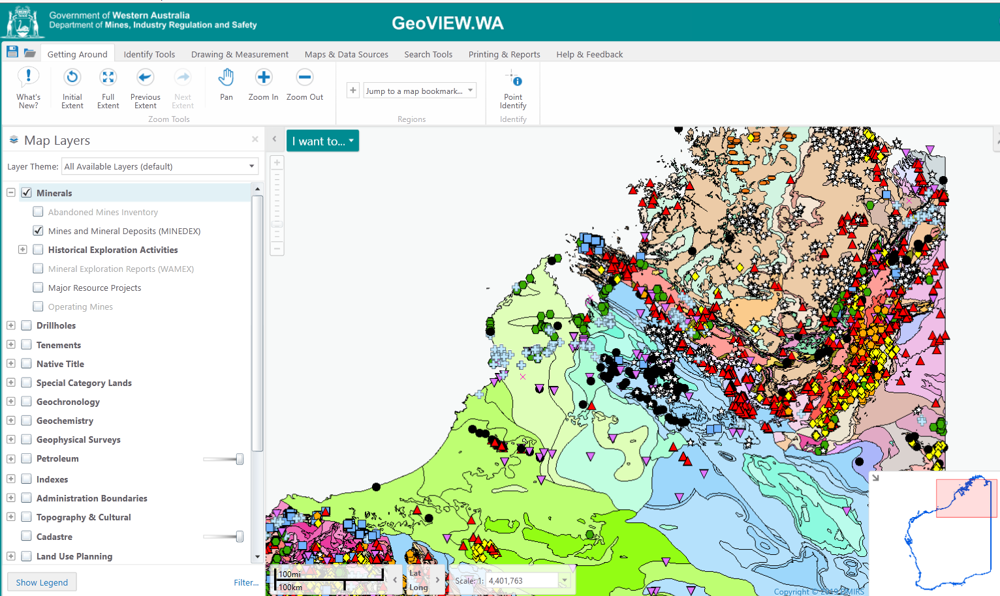 Government of Western Australia
Department of Mines, Industry Regulation and Safety
GeoVIEW.WA
Getting Around
Identify Tools
Drawing & Measurement
Maps & Data Sources
Search Tools
Printing & Reports
Help & Feedback
What's New?
Initial Extent
Full Extent
Previous Extent
Next Extent
Pan
Zoom In
Zoom Out
Jump to a map bookmark...
Point Identify
Zoom Tools
Regions
Identify
Map Layers
I want to...
Layer Theme: All Available Layers (default)
Minerals
Abandoned Mines Inventory
Mines and Mineral Deposits (MINEDEX)
Historical Exploration Activities
Mineral Exploration Reports (WAMEX)
Major Resource Projects
Operating Mines
Drillholes
Tenements
Native Title
Special Category Lands
Geochronology
Geochemistry
Geophysical Surveys
Petroleum
Indexes
Administration Boundaries
Topography & Cultural
Cadastre
Land Use Planning
Show Legend
Filter...
100mi
100km
Lat
Long
Scale: 1: 4,401,763
Copyright © 2019 DMIRS